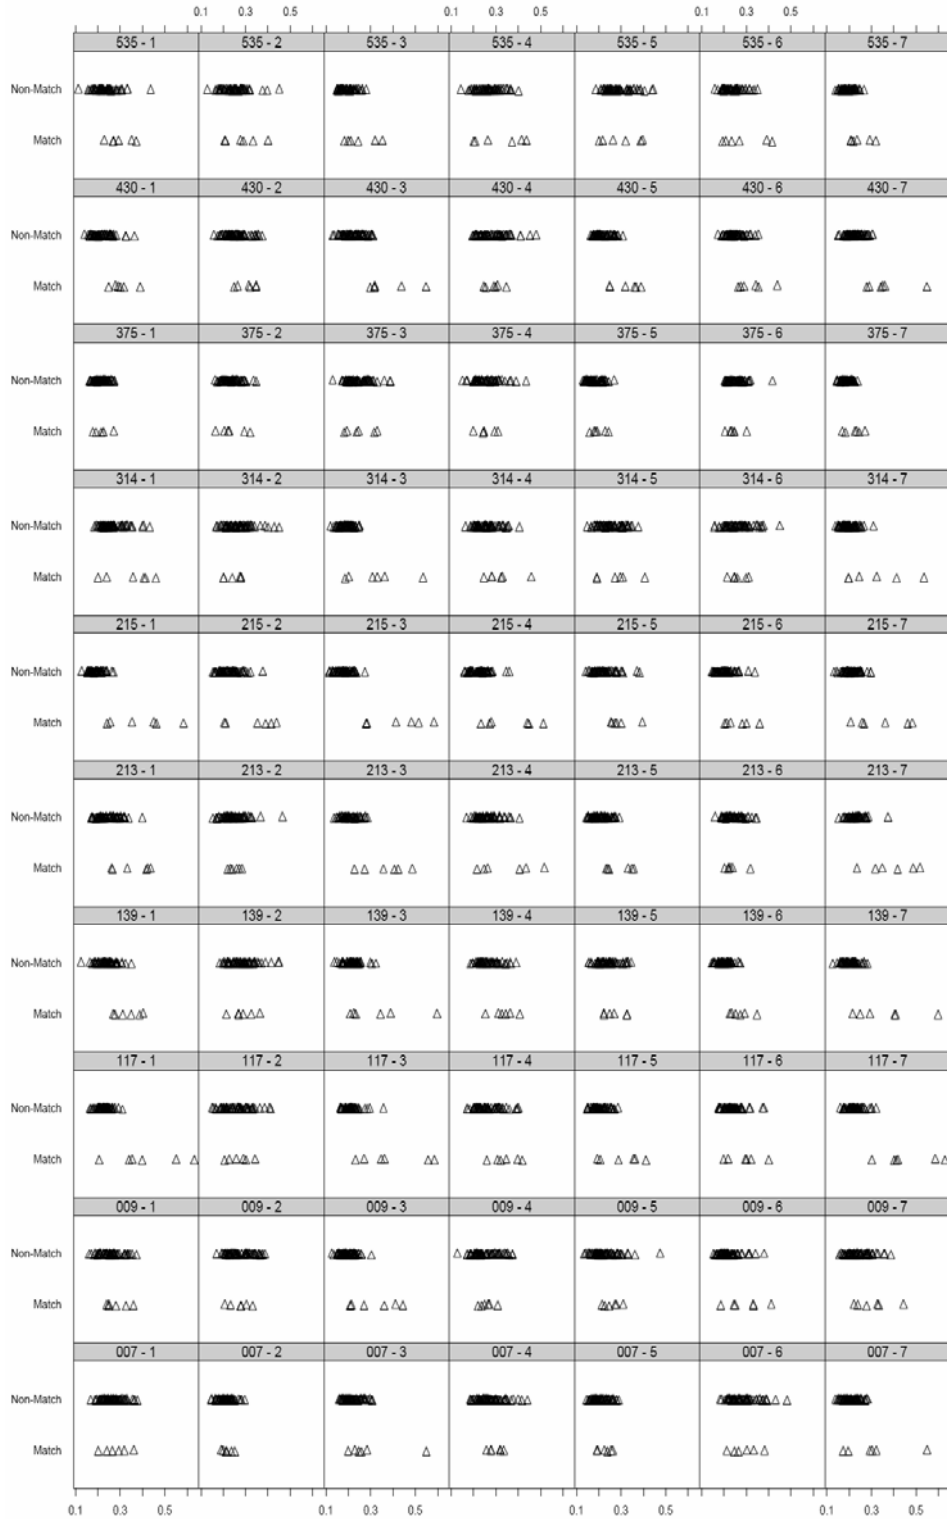 0.1 0.3 0.5 0.1 0.3 0.5 0.1 0.3 0.5
535 - 1 535 - 2 535 - 3 535 - 4 535 - 5 535 - 6 535 - 7
Non-Match
Match
430 - 1 430 - 2 430 - 3 430 - 4 430 - 5 430 - 6 430 - 7
Non-Match
Match
375 - 1 375 - 2 375 - 3 375 - 4 375 - 5 375 - 6 375 - 7
Non-Match
Match
314 - 1 314 - 2 314 - 3 314 - 4 314 - 5 314 - 6 314 - 7
Non-Match
Match
215 - 1 215 - 2 215 - 3 215 - 4 215 - 5 215 - 6 215 - 7
Non-Match
Match
213 - 1 213 - 2 213 - 3 213 - 4 213 - 5 213 - 6 213 - 7
Non-Match
Match
139 - 1 139 - 2 139 - 3 139 - 4 139 - 5 139 - 6 139 - 7
Non-Match
Match
117 - 1 117 - 2 117 - 3 117 - 4 117 - 5 117 - 6 117 - 7
Non-Match
Match
009 - 1 009 - 2 009 - 3 009 - 4 009 - 5 009 - 6 009 - 7
Non-Match
Match
007 - 1 007 - 2 007 - 3 007 - 4 007 - 5 007 - 6 007 - 7
Non-Match
Match
0.1 0.3 0.5 0.1 0.3 0.5 0.1 0.3 0.5 0.1 0.3 0.5